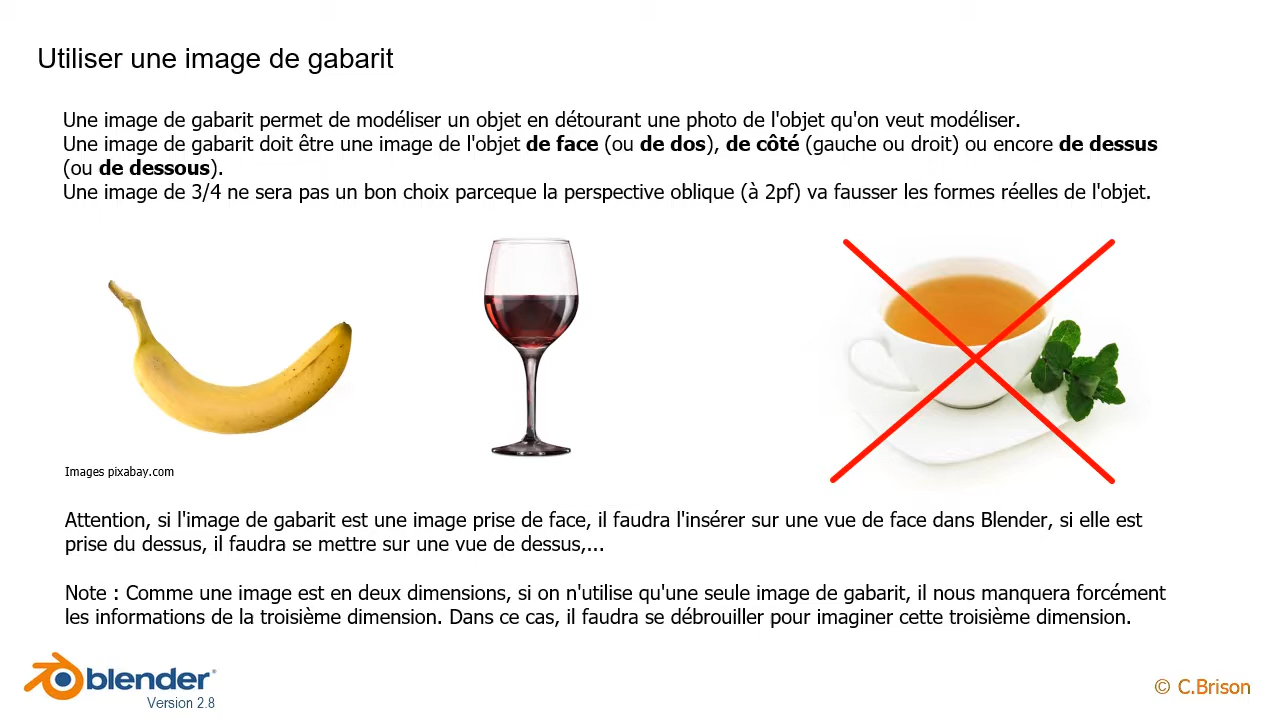 Utiliser une image de gabarit
Une image de gabarit permet de modéliser un objet en détourant une photo de l'objet qu'on veut modéliser.
Une image de gabarit doit être une image de l'objet de face (ou de dos), de côté (gauche ou droit) ou encore de dessus
(ou de dessous).
Une image de 3/4 ne sera pas un bon choix parceque la perspective oblique (à 2pf) va fausser les formes réelles de l'objet.
Images pixabay.com
Attention, si l'image de gabarit est une image prise de face, il faudra l'insérer sur une vue de face dans Blender, si elle est
prise du dessus, il faudra se mettre sur une vue de dessus,...
Note : Comme une image est en deux dimensions, si on n'utilise qu'une seule image de gabarit, il nous manquera forcément
les informations de la troisième dimension. Dans ce cas, il faudra se débrouiller pour imaginer cette troisième dimension.
blender
Version 2.8
© C.Brison